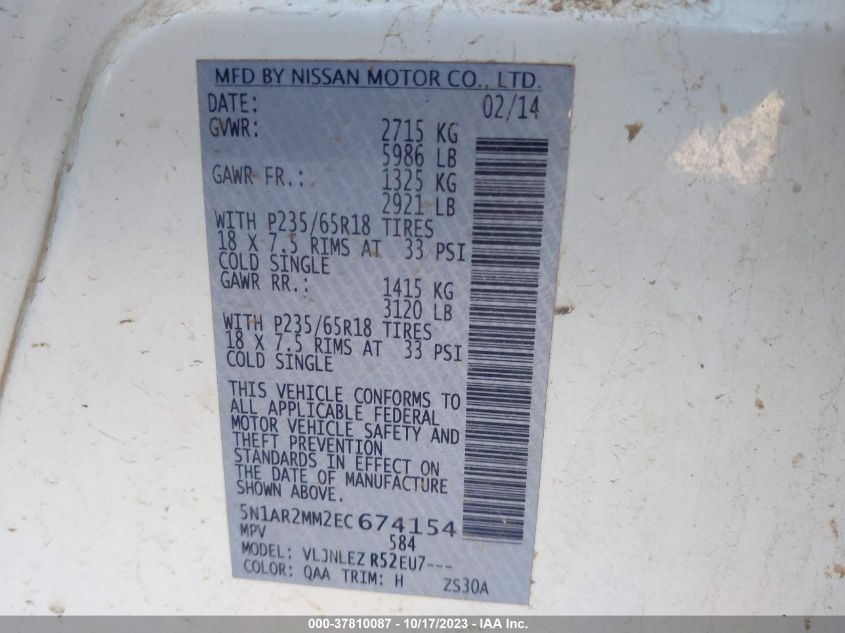 MFD BY NISSAN MOTOR CO., LTD.
DATE: 02/14
GVWR: 2715 KG
5986 LB
GAWR FR.: 1325 KG
2921 LB
WITH P235/65R18 TIRES
18 X 7.5 RIMS AT 33 PSI
COLD SINGLE
GAWR RR.: 1415 KG
3120 LB
WITH P235/65R18 TIRES
18 X 7.5 RIMS AT 33 PSI
COLD SINGLE
THIS VEHICLE CONFORMS TO
ALL APPLICABLE FEDERAL
MOTOR VEHICLE SAFETY AND
THEFT PREVENTION
STANDARDS IN EFFECT ON
THE DATE OF MANUFACTURE
SHOWN ABOVE.
5N1AR2MM2EC674154
MPV 584
MODEL: VLJNLEZ R52EU7---
COLOR: QAA TRIM: H ZS30A
000-37810087 - 10/17/2023 - IAA Inc.